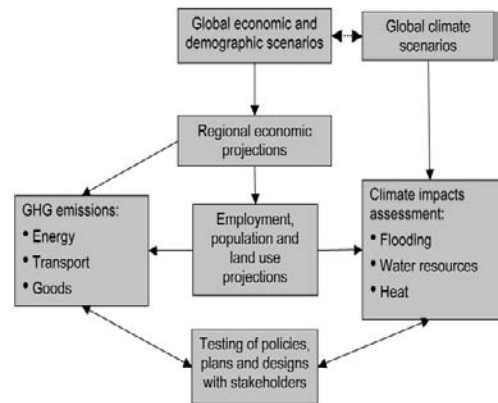 Global economic and
demographic scenarios
Global climate
scenarios
Regional economic
projections
GHG emissions:
• Energy
• Transport
• Goods
Employment,
population and
land use
projections
Climate impacts
assessment:
• Flooding
• Water resources
• Heat
Testing of policies,
plans and designs
with stakeholders